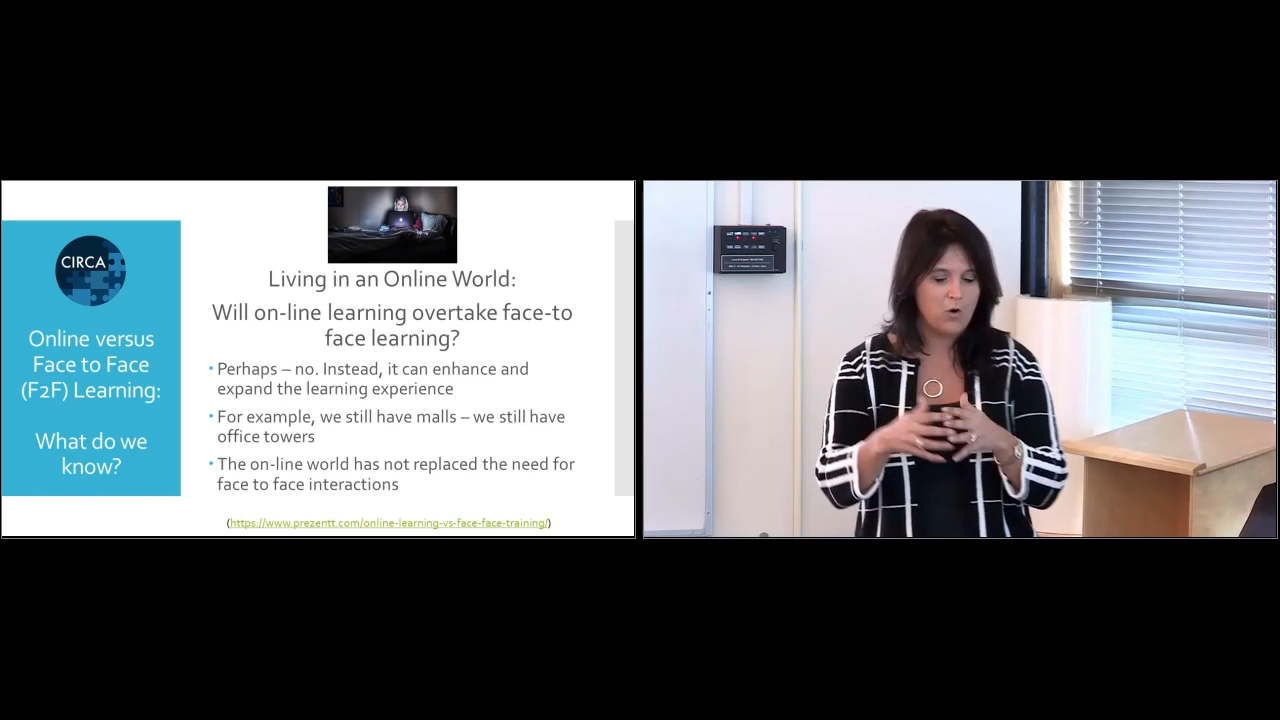 CIRCA
Online versus
Face to Face
(F2F) Learning:
What do we
know?
Living in an Online World:
Will on-line learning overtake face-to
face learning?
• Perhaps – no. Instead, it can enhance and
expand the learning experience
• For example, we still have malls – we still have
office towers
• The on-line world has not replaced the need for
face to face interactions
(https://www.prezentt.com/online-learning-vs-face-face-training/)